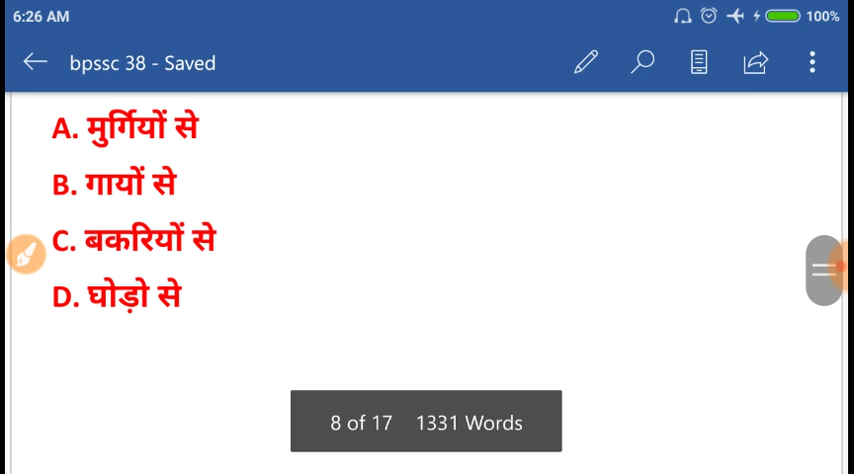 6:26 AM
100%
bpssc 38 - Saved
A. मुर्गियों से
B. गायों से
C. बकरियों से
D. घोड़ो से
8 of 17 1331 Words